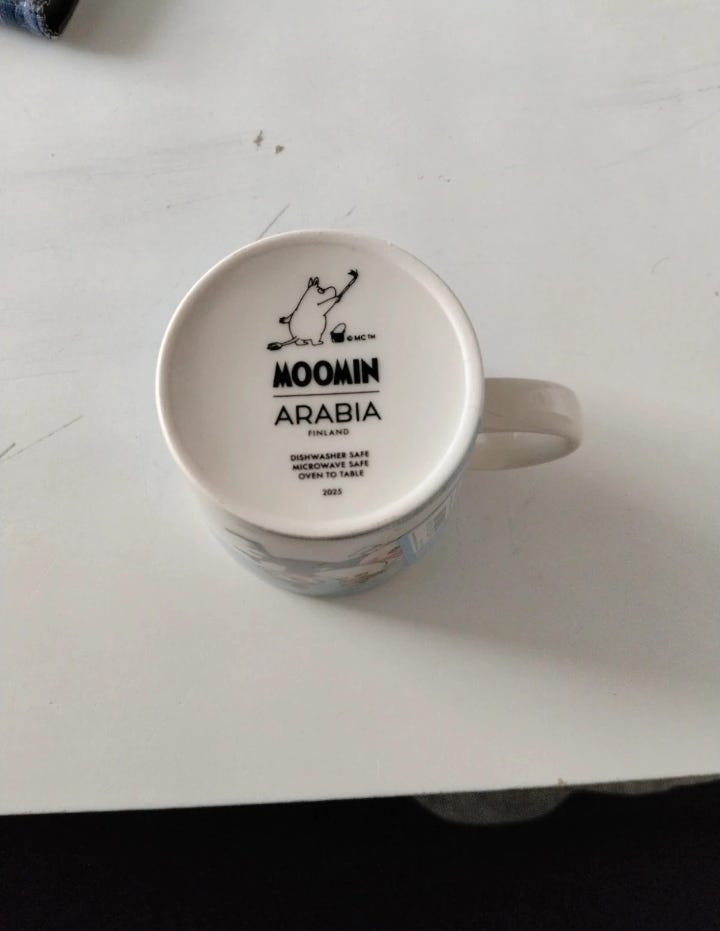 © MC™
MOOMIN
ARABIA
FINLAND
DISHWASHER SAFE
MICROWAVE SAFE
OVEN TO TABLE
2025